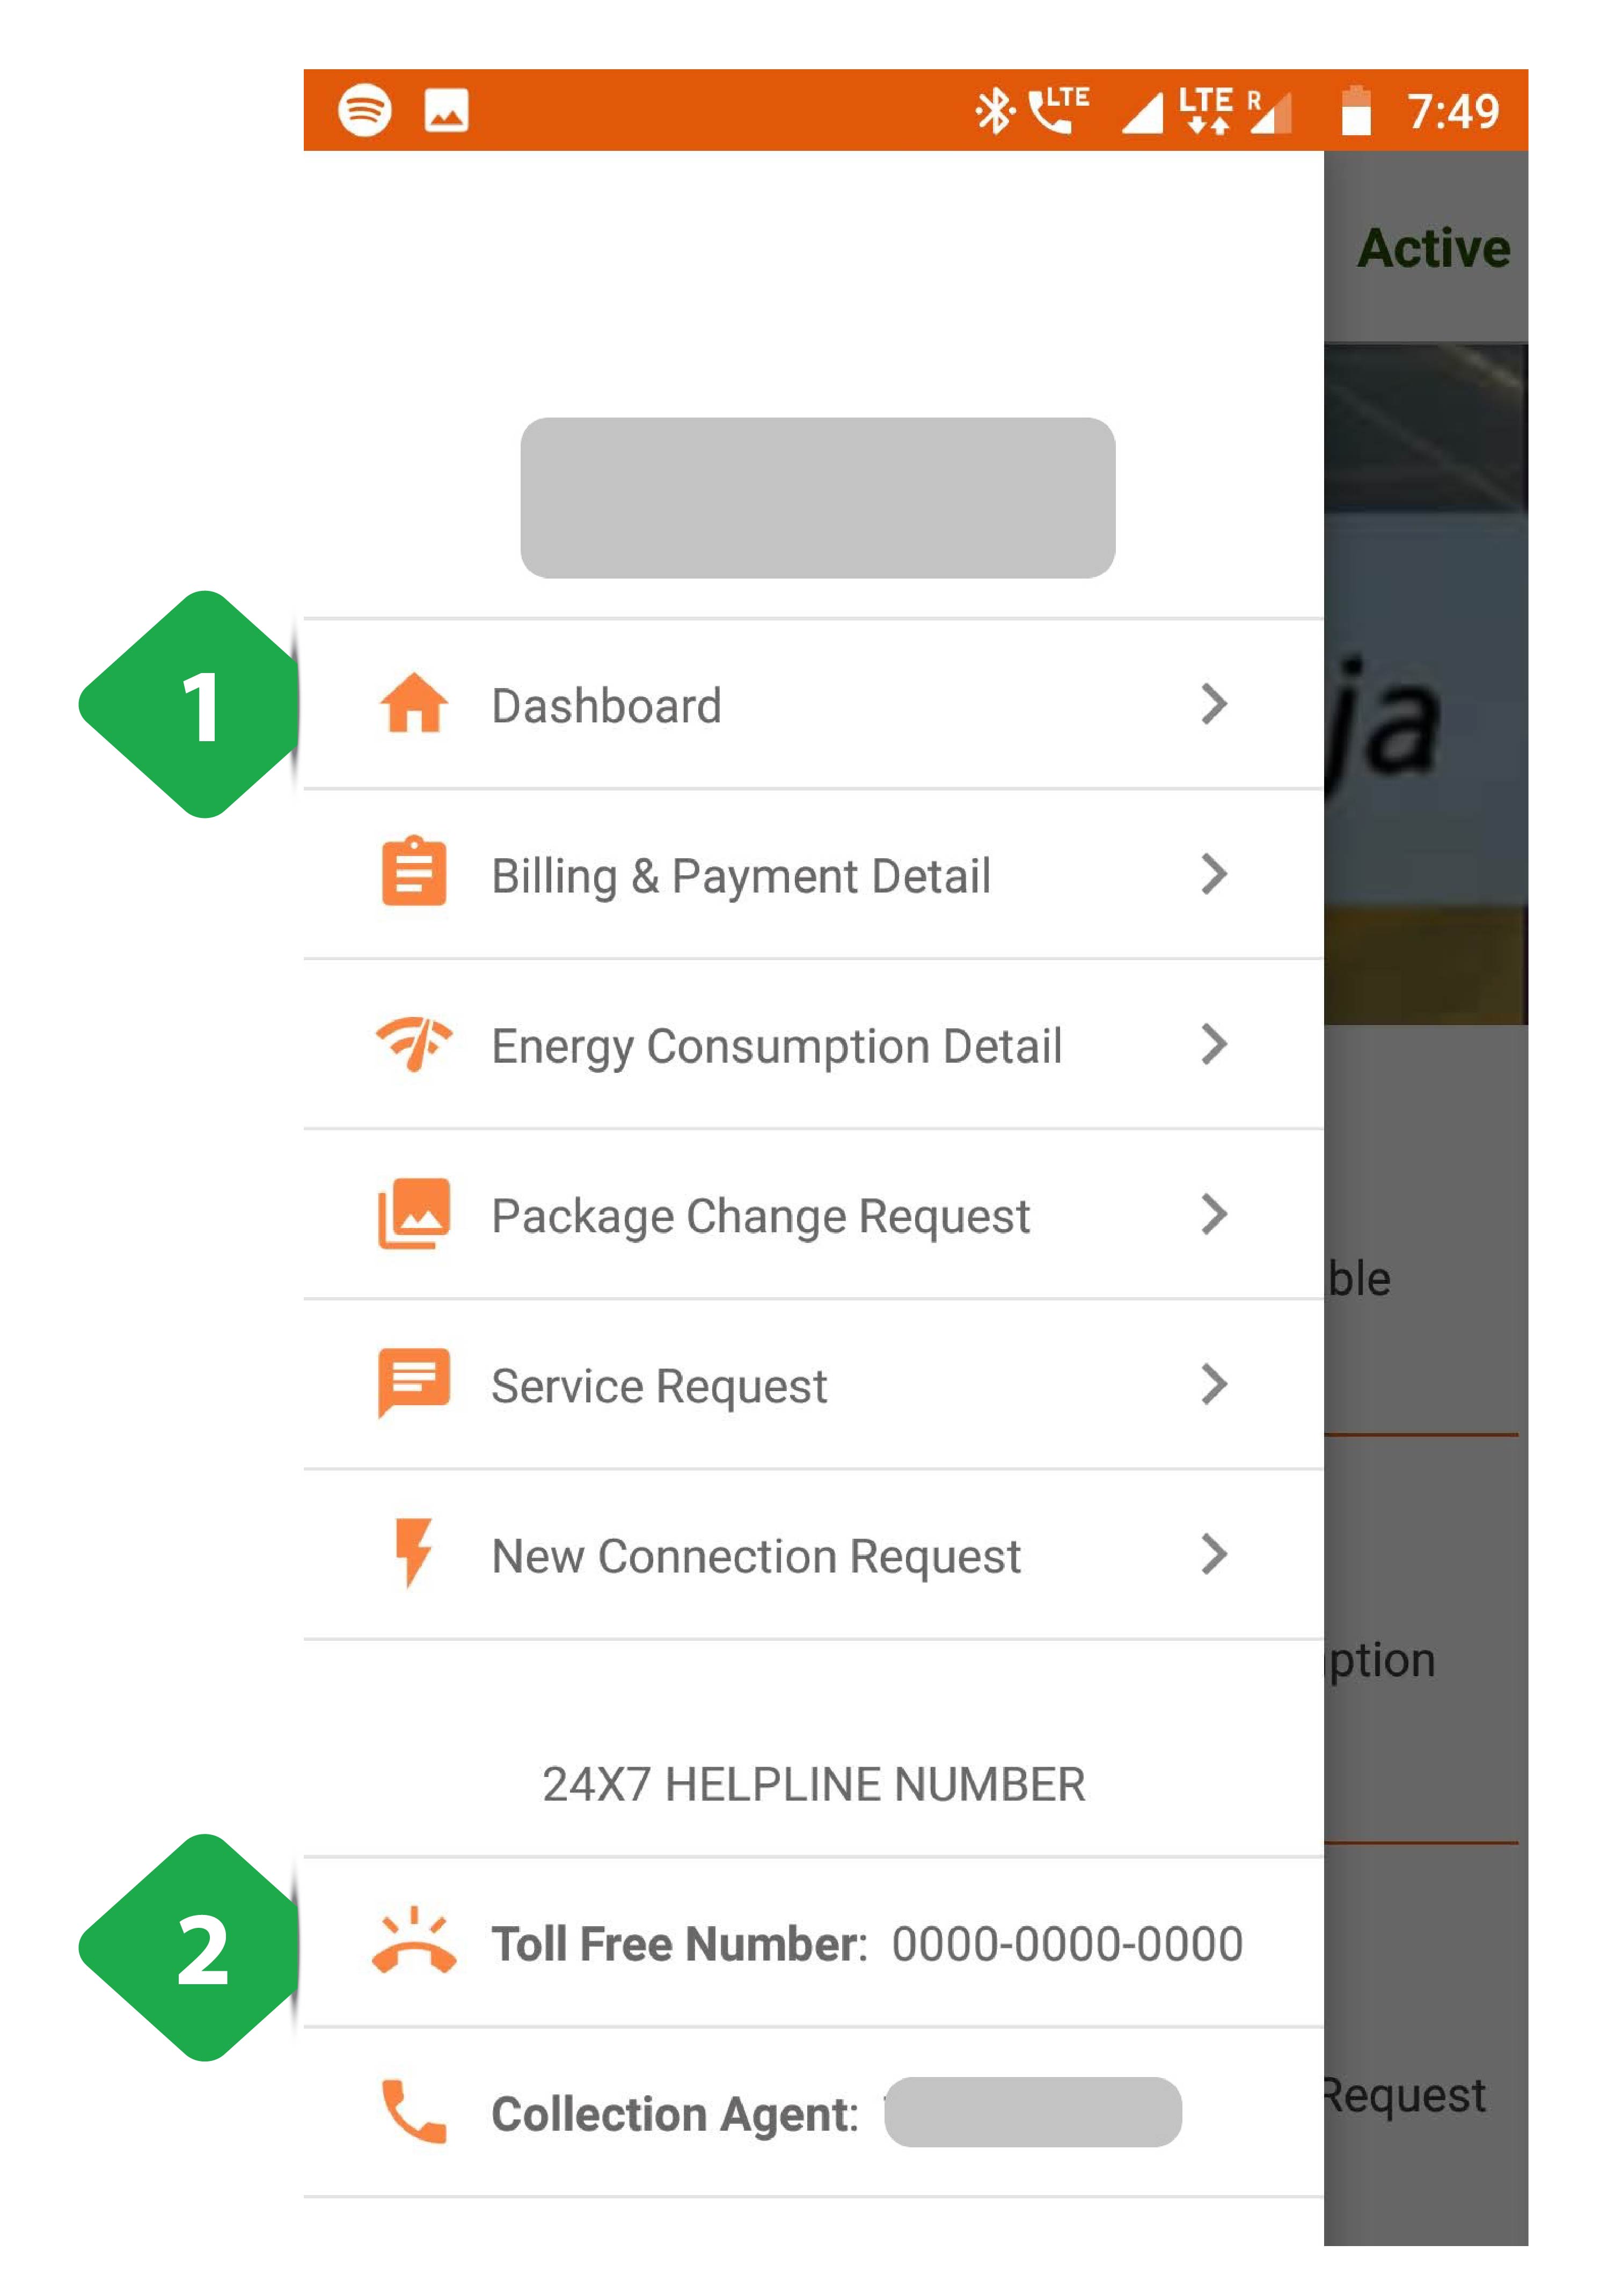 LTE LTE R 7:49
Active
ja
1
Dashboard
Billing & Payment Detail
Energy Consumption Detail
Package Change Request
ble
Service Request
New Connection Request
ption
24X7 HELPLINE NUMBER
2
Toll Free Number: 0000-0000-0000
Collection Agent:
Request